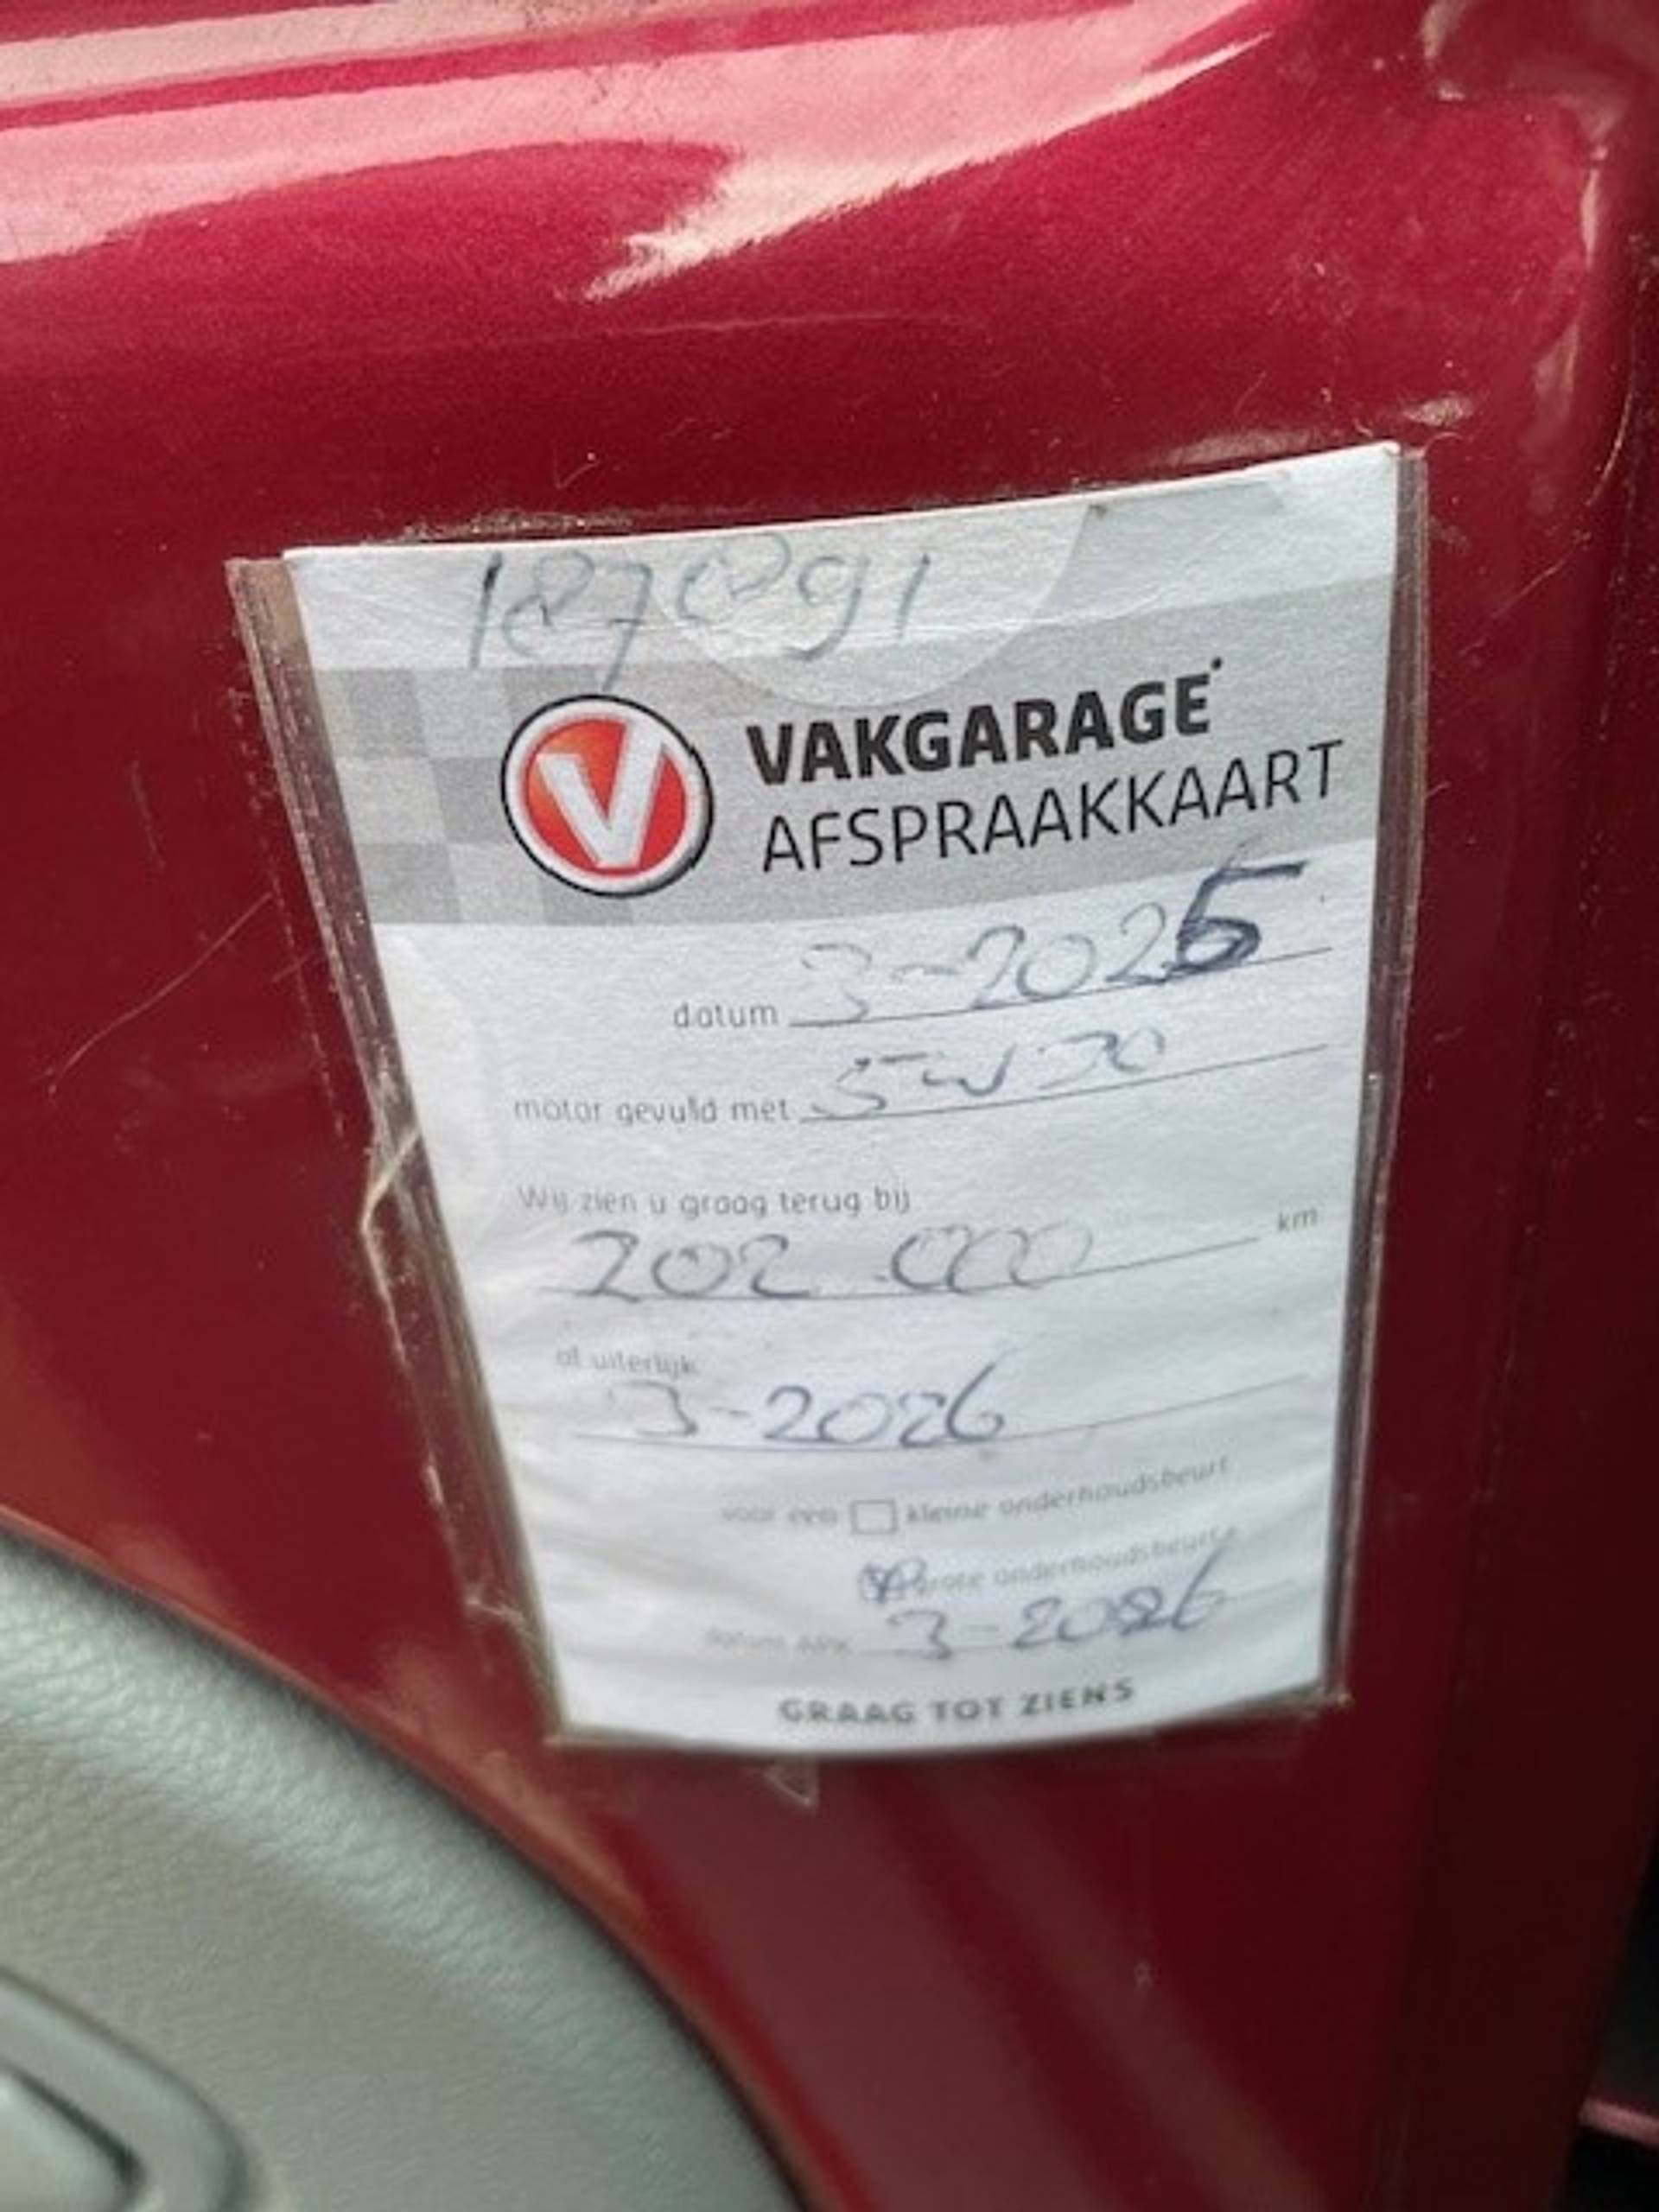 187891
V VAKGARAGE
AFSPRAAKKAART
datum 3-2025
motor gevuld met 5w30
Wij zien u graag terug bij
202.000 km
of uiterlijk
3-2026
voor een kleine onderhoudsbeurt
grote onderhoudsbeurt
datum APK 3-2026
GRAAG TOT ZIENS